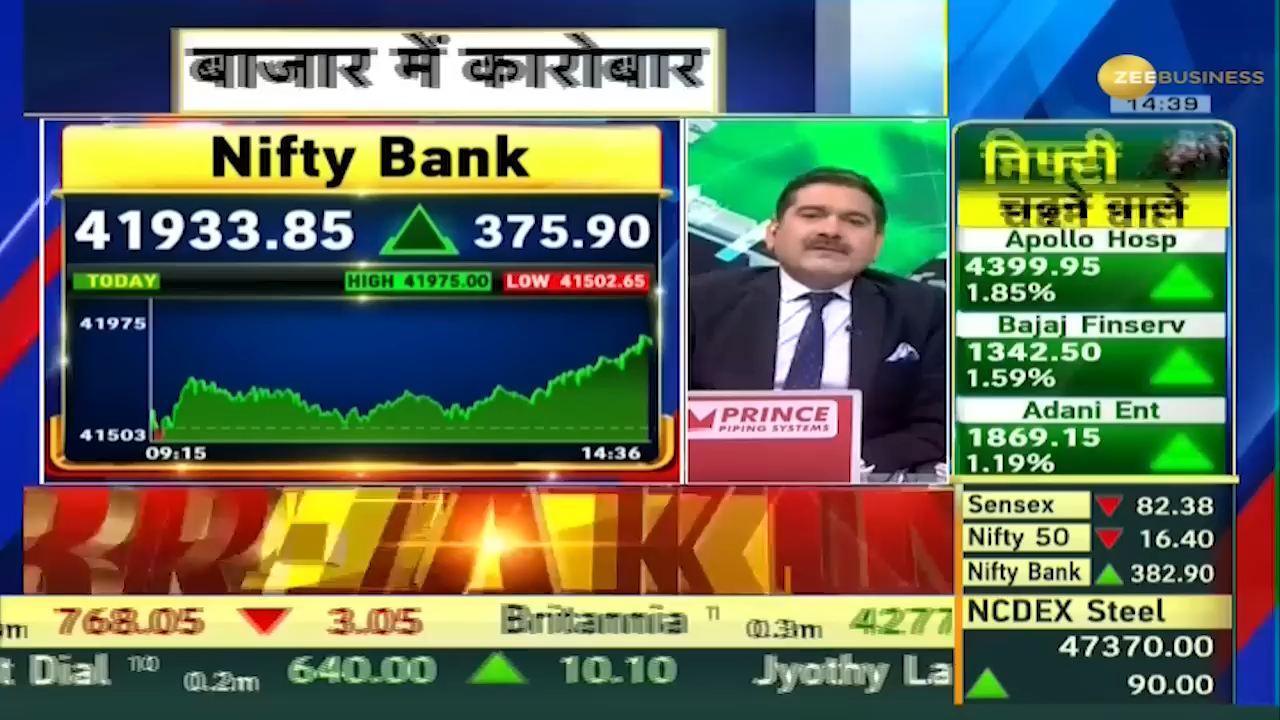 बाजार में कारोबार
ZEEBUSINESS
14:39
Nifty Bank
41933.85 375.90
TODAY HIGH 41975.00 LOW 41502.65
41975
41503
09:15 14:36
PRINCE
PIPING SYSTEMS
निफ्टी
चढ़ने वाले
Apollo Hosp
4399.95
1.85%
Bajaj Finserv
1342.50
1.59%
Adani Ent
1869.15
1.19%
Sensex 82.38
Nifty 50 16.40
Nifty Bank 382.90
NCDEX Steel
47370.00
90.00
BREAKIN
768.05 3.05 Britannia 0.3m 4277
t Dial 0.2m 640.00 10.10 Jyothy La